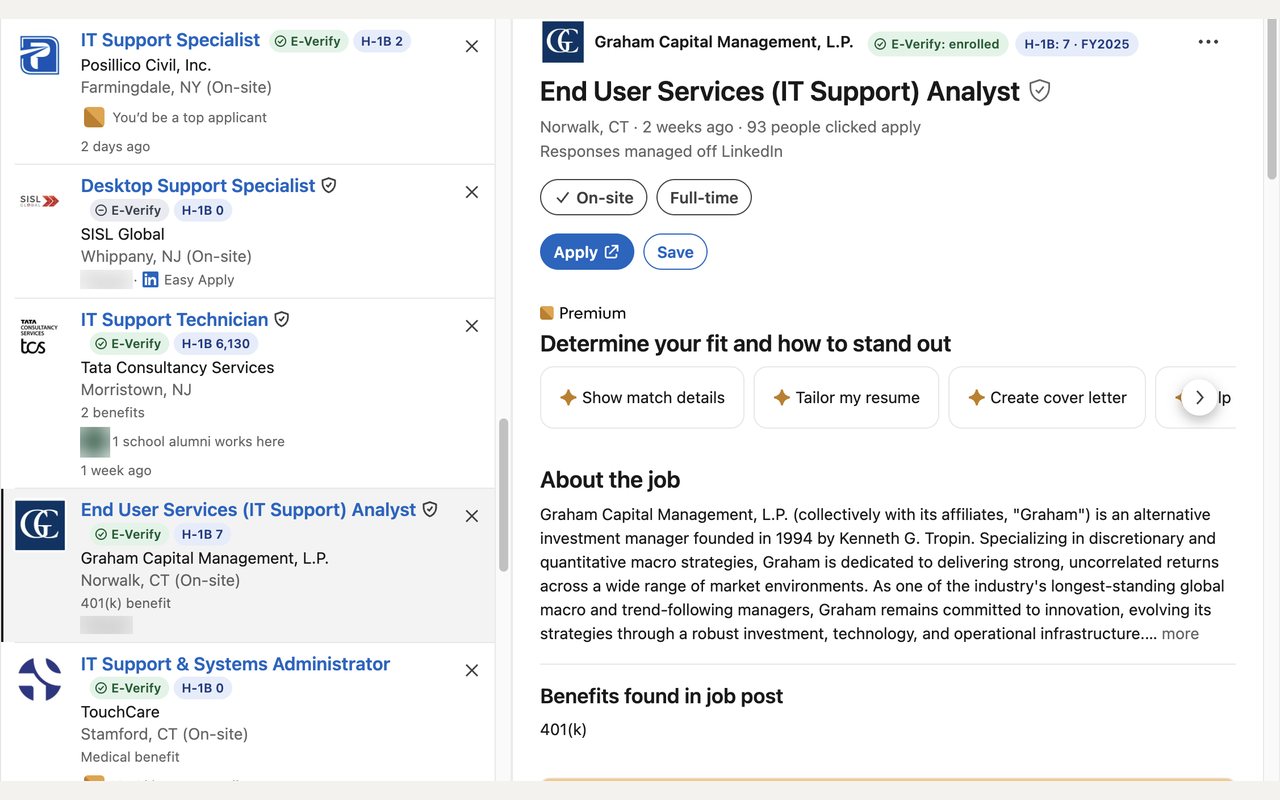 IT Support Specialist E-Verify H-1B 2
Posillico Civil, Inc.
Farmingdale, NY (On-site)
You'd be a top applicant
2 days ago
SISL
GLOBAL
Desktop Support Specialist
E-Verify H-1B 0
SISL Global
Whippany, NJ (On-site)
· in Easy Apply
TATA
CONSULTANCY
SERVICES
tcs
IT Support Technician
E-Verify H-1B 6,130
Tata Consultancy Services
Morristown, NJ
2 benefits
1 school alumni works here
1 week ago
GC
End User Services (IT Support) Analyst
E-Verify H-1B 7
Graham Capital Management, L.P.
Norwalk, CT (On-site)
401(k) benefit
IT Support & Systems Administrator
E-Verify H-1B 0
TouchCare
Stamford, CT (On-site)
Medical benefit
GC Graham Capital Management, L.P. E-Verify: enrolled H-1B: 7 · FY2025
End User Services (IT Support) Analyst
Norwalk, CT · 2 weeks ago · 93 people clicked apply
Responses managed off LinkedIn
On-site Full-time
Apply Save
Premium
Determine your fit and how to stand out
Show match details Tailor my resume Create cover letter lp
About the job
Graham Capital Management, L.P. (collectively with its affiliates, "Graham") is an alternative
investment manager founded in 1994 by Kenneth G. Tropin. Specializing in discretionary and
quantitative macro strategies, Graham is dedicated to delivering strong, uncorrelated returns
across a wide range of market environments. As one of the industry's longest-standing global
macro and trend-following managers, Graham remains committed to innovation, evolving its
strategies through a robust investment, technology, and operational infrastructure.... more
Benefits found in job post
401(k)